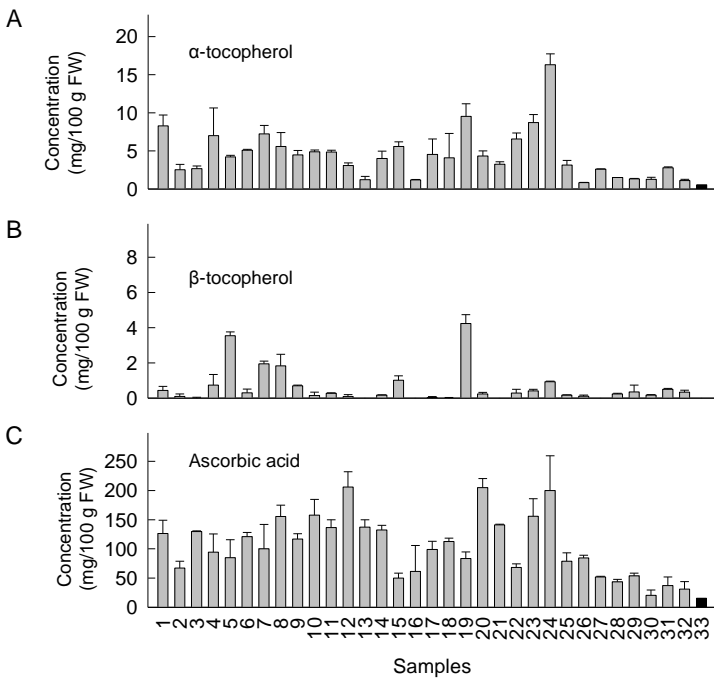 A
α-tocopherol
Concentration
(mg/100 g FW)
20
15
10
5
0
B
β-tocopherol
Concentration
(mg/100 g FW)
8
6
4
2
0
C
Ascorbic acid
Concentration
(mg/100 g FW)
250
200
150
100
50
0
1 2 3 4 5 6 7 8 9 10 11 12 13 14 15 16 17 18 19 20 21 22 23 24 25 26 27 28 29 30 31 32 33
Samples